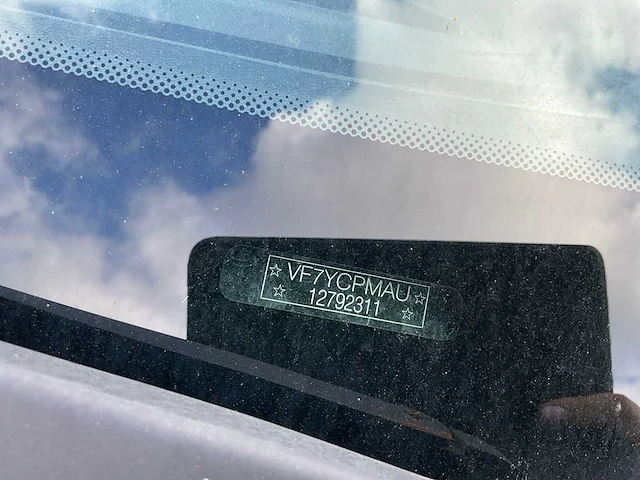 ☆ VF7YCPMAU ☆
☆ 12792311 ☆